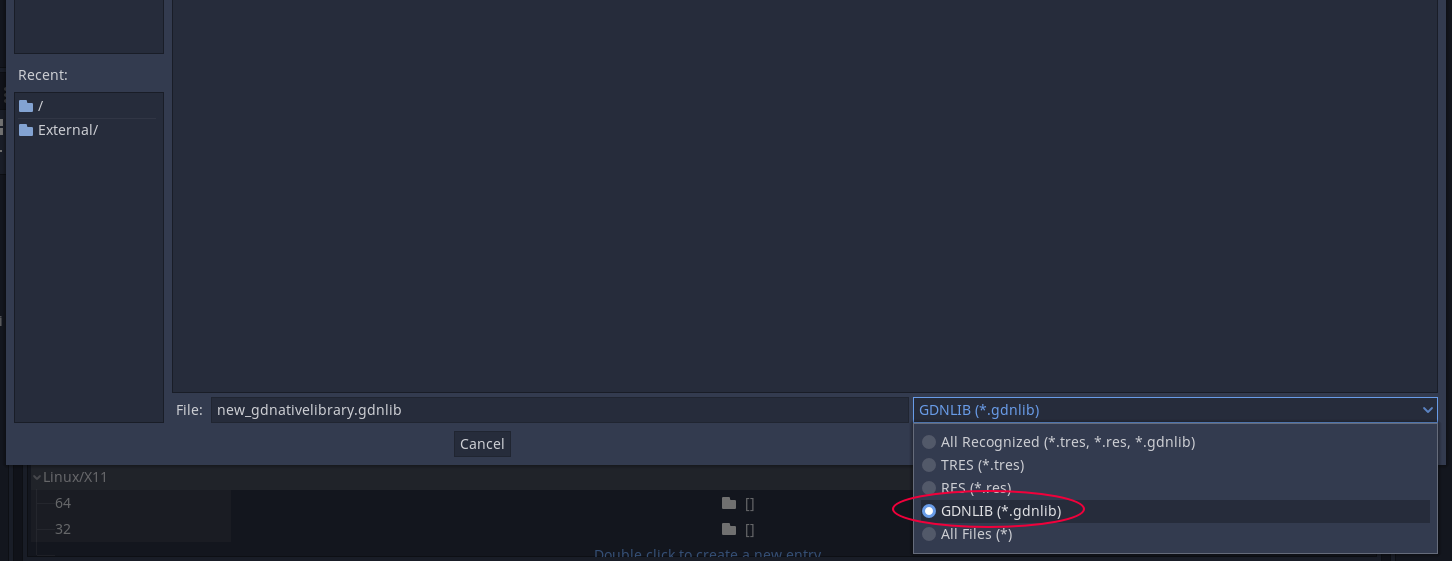 Recent:
/
External/
File: new_gdnativelibrary.gdnlib
GDNLIB (*.gdnlib)
Cancel
All Recognized (*.tres, *.res, *.gdnlib)
TRES (*.tres)
RES (*.res)
GDNLIB (*.gdnlib)
All Files (*)
Linux/X11
64 []
32 []
Double click to create a new entry